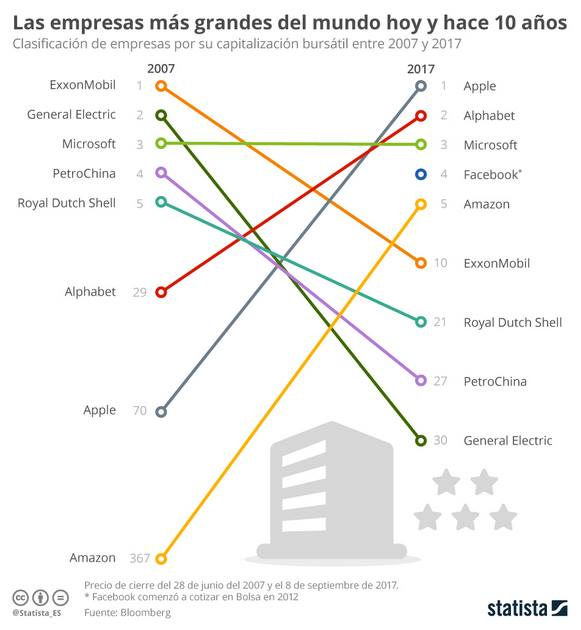 Las empresas más grandes del mundo hoy y hace 10 años
Clasificación de empresas por su capitalización bursátil entre 2007 y 2017
2007 2017
ExxonMobil 1 1 Apple
General Electric 2 2 Alphabet
Microsoft 3 3 Microsoft
PetroChina 4 4 Facebook*
Royal Dutch Shell 5 5 Amazon
10 ExxonMobil
Alphabet 29
21 Royal Dutch Shell
27 PetroChina
Apple 70
30 General Electric
Amazon 367
Precio de cierre del 28 de junio del 2007 y el 8 de septiembre de 2017.
* Facebook comenzó a cotizar en Bolsa en 2012
@Statista_ES Fuente: Bloomberg
cc
statista